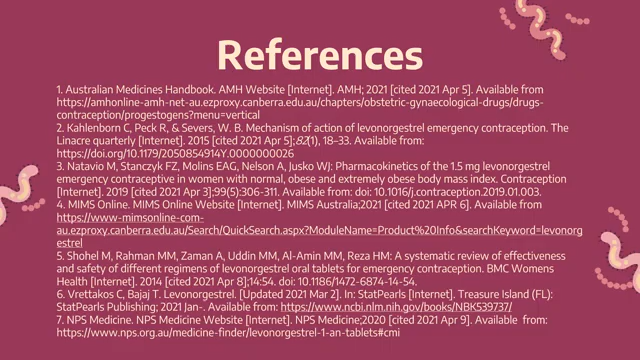 References
1. Australian Medicines Handbook. AMH Website [Internet]. AMH; 2021 [cited 2021 Apr 5]. Available from
https://amhonline-amh-net-au.ezproxy.canberra.edu.au/chapters/obstetric-gynaecological-drugs/drugs-
contraception/progestogens?menu=vertical
2. Kahlenborn C, Peck R, & Severs, W. B. Mechanism of action of levonorgestrel emergency contraception. The
Linacre quarterly [Internet]. 2015 [cited 2021 Apr 5];82(1), 18–33. Available from:
https://doi.org/10.1179/2050854914Y.0000000026
3. Natavio M, Stanczyk FZ, Molins EAG, Nelson A, Jusko WJ: Pharmacokinetics of the 1.5 mg levonorgestrel
emergency contraceptive in women with normal, obese and extremely obese body mass index. Contraception
[Internet]. 2019 [cited 2021 Apr 3];99(5):306-311. Available from: doi: 10.1016/j.contraception.2019.01.003.
4. MIMS Online. MIMS Online Website [Internet]. MIMS Australia;2021 [cited 2021 APR 6]. Available from
https://www-mimsonline-com-
au.ezproxy.canberra.edu.au/Search/QuickSearch.aspx?ModuleName=Product%20Info&searchKeyword=levonorg
estrel
5. Shohel M, Rahman MM, Zaman A, Uddin MM, Al-Amin MM, Reza HM: A systematic review of effectiveness
and safety of different regimens of levonorgestrel oral tablets for emergency contraception. BMC Womens
Health [Internet]. 2014 [cited 2021 Apr 8];14:54. doi: 10.1186/1472-6874-14-54.
6. Vrettakos C, Bajaj T. Levonorgestrel. [Updated 2021 Mar 2]. In: StatPearls [Internet]. Treasure Island (FL):
StatPearls Publishing; 2021 Jan-. Available from: https://www.ncbi.nlm.nih.gov/books/NBK539737/
7. NPS Medicine. NPS Medicine Website [Internet]. NPS Medicine;2020 [cited 2021 Apr 9]. Available from:
https://www.nps.org.au/medicine-finder/levonorgestrel-1-an-tablets#cmi